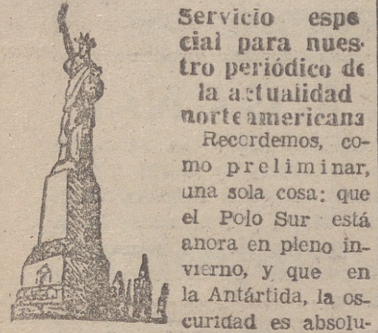 Servicio espe
cial para nues-
tro periódico de
la actualidad
norteamericana
Recordemos, co-
mo preliminar,
una sola cosa: que
el Polo Sur está
anora en pleno in-
vierno, y que en
la Antártida, la os-
curidad es absolu-